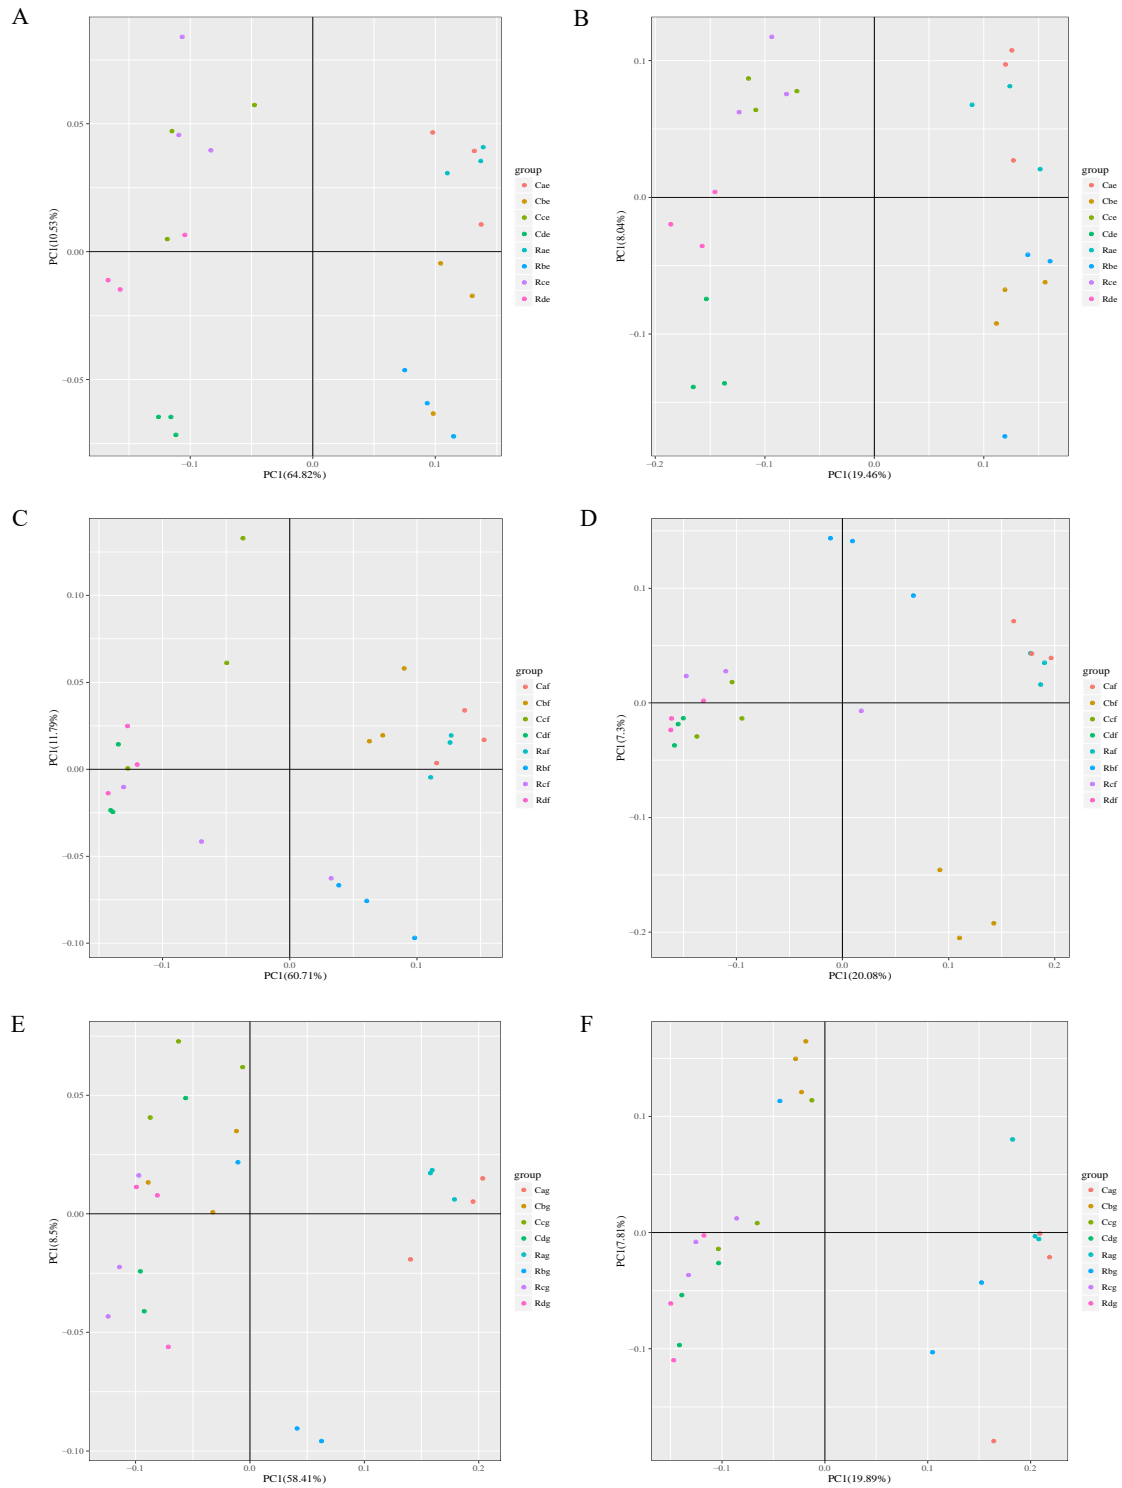 A
0.05
0.00
−0.05
−0.1
0.0
0.1
PC1(10.53%)
PC1(64.82%)
group
Cae
Cbe
Cce
Cde
Rae
Rbe
Rce
Rde
B
0.1
0.0
−0.1
−0.2
−0.1
0.0
0.1
PC1(8.04%)
PC1(19.46%)
group
Cae
Cbe
Cce
Cde
Rae
Rbe
Rce
Rde
C
0.10
0.05
0.00
−0.05
−0.10
−0.1
0.0
0.1
PC1(11.79%)
PC1(60.71%)
group
Caf
Cbf
Ccf
Cdf
Raf
Rbf
Rcf
Rdf
D
0.1
0.0
−0.1
−0.2
−0.1
0.0
0.1
0.2
PC1(7.3%)
PC1(20.08%)
group
Caf
Cbf
Ccf
Cdf
Raf
Rbf
Rcf
Rdf
E
0.05
0.00
−0.05
−0.10
−0.1
0.0
0.1
0.2
PC1(8.5%)
PC1(58.41%)
group
Cag
Cbg
Ccg
Cdg
Rag
Rbg
Rcg
Rdg
F
0.1
0.0
−0.1
−0.1
0.0
0.1
0.2
PC1(7.81%)
PC1(19.89%)
group
Cag
Cbg
Ccg
Cdg
Rag
Rbg
Rcg
Rdg